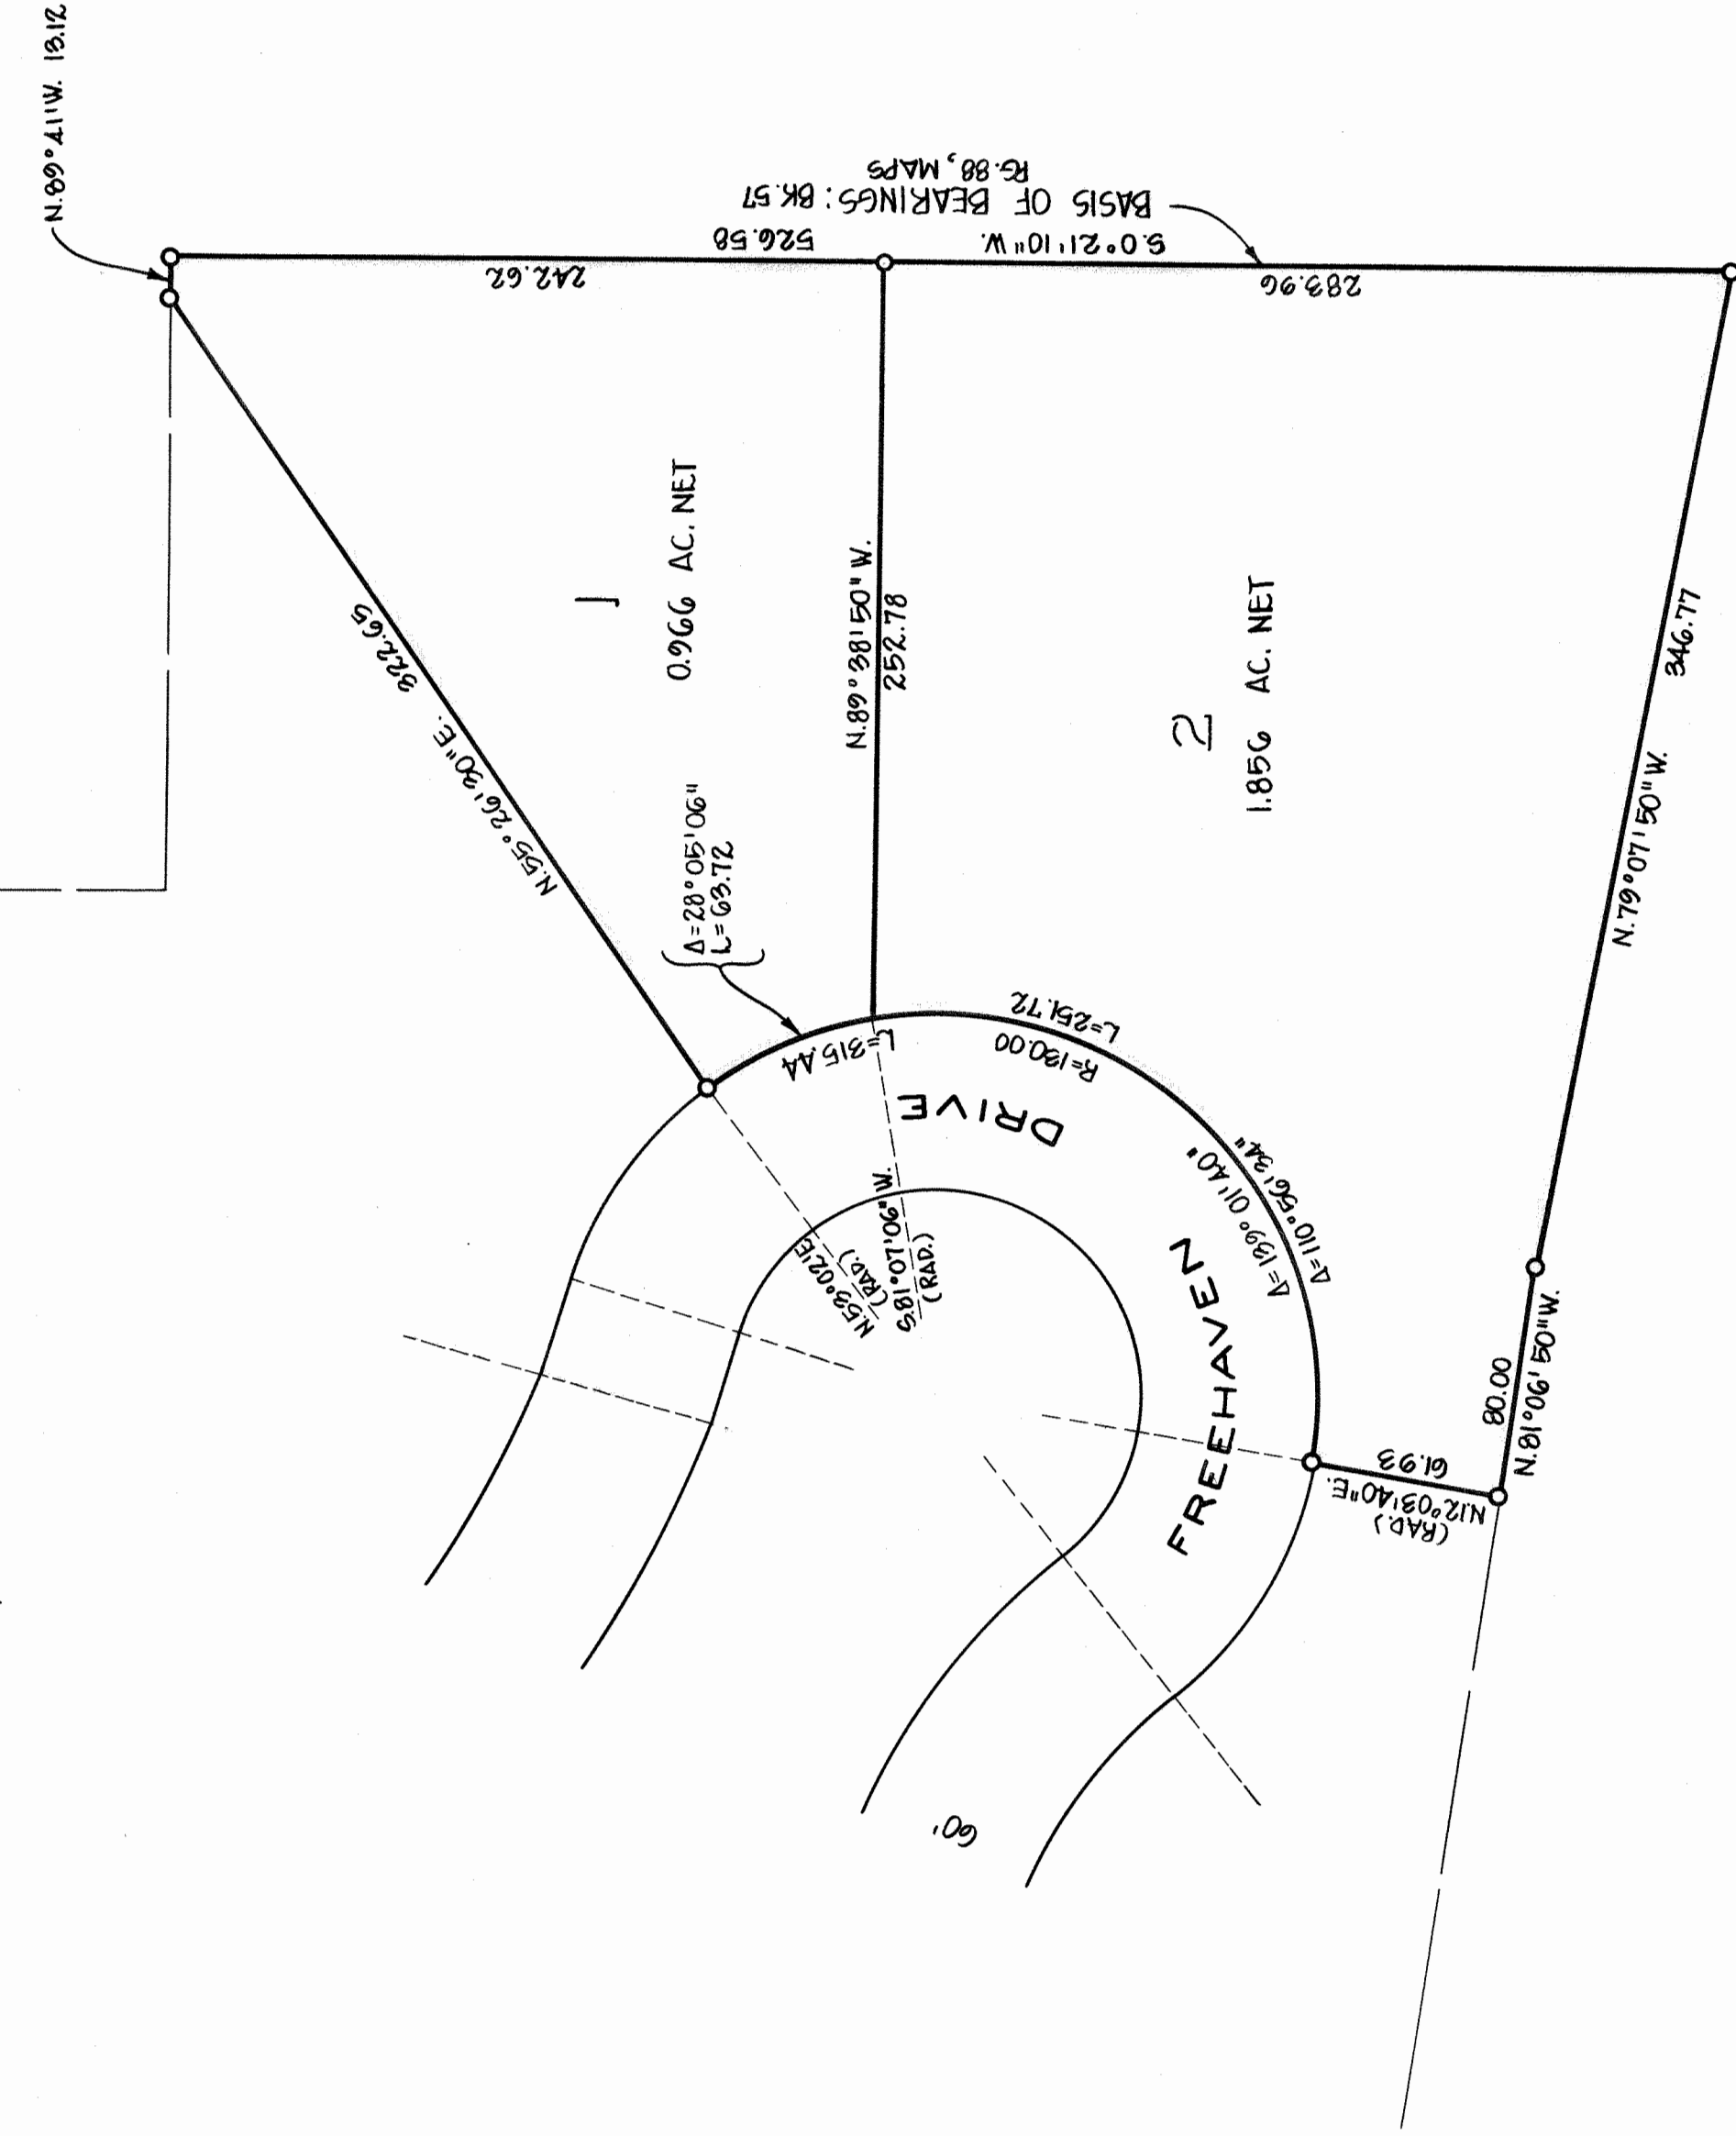 N.89°41'W. 13.12
BASIS OF BEARINGS: BK.57
PG.88, MAPS
526.58
S.0°21'10"W.
242.62
283.96
N.55°26'30"E.
322.65
1
0.966 AC. NET
Δ=28°05'06"
L=63.72
N.89°38'50"W.
252.78
2
1.856 AC. NET
L=315.44
L=251.72
R=130.00
DRIVE
N.53°02'E
(RAD.)
S.81°07'06"W.
(RAD.)
Δ=139°01'40"
Δ=110°56'34"
FREEHAVEN
N.79°07'50"W.
346.77
80.00
N.81°06'50"W.
61.93
N.12°03'40"E.
(RAD.)
60'